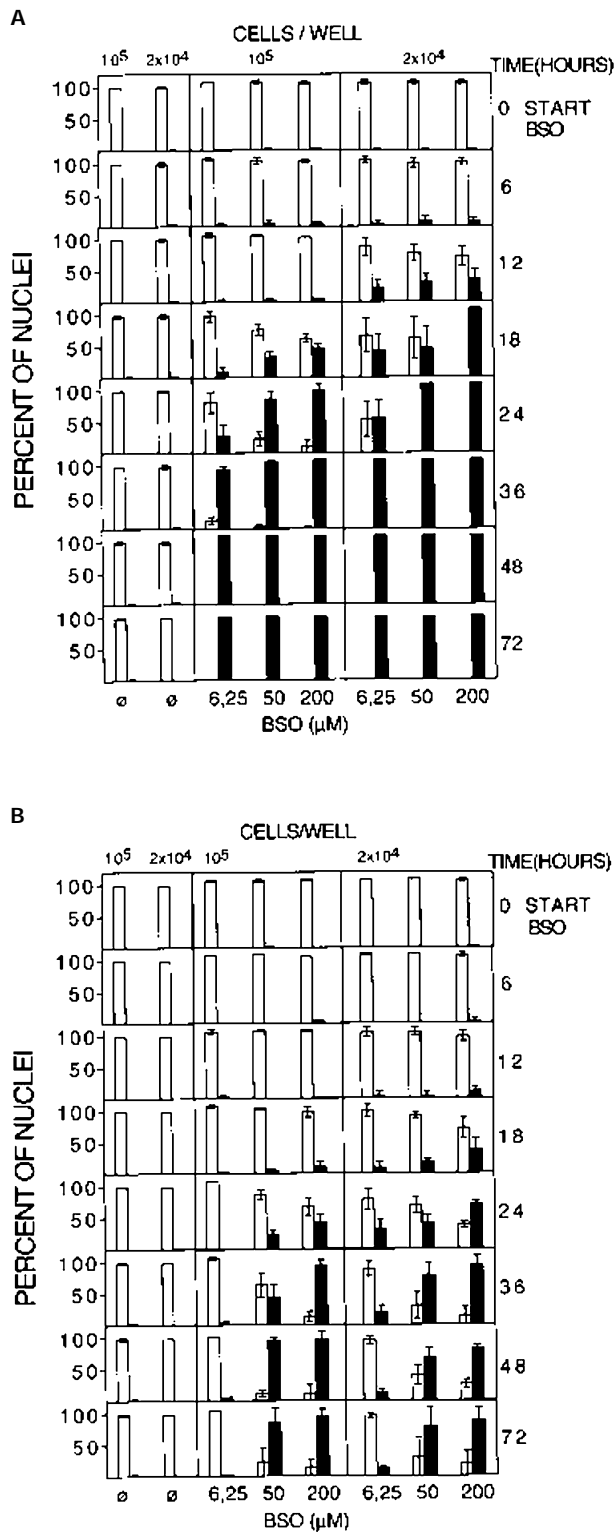 A
CELLS / WELL
10⁵ 2x10⁴ 10⁵ 2x10⁴ TIME(HOURS)
PERCENT OF NUCLEI
100
50
0 START
BSO
100
50
6
100
50
12
100
50
18
100
50
24
100
50
36
100
50
48
100
50
72
ø ø 6,25 50 200 6,25 50 200
BSO (µM)
B
CELLS/WELL
10⁵ 2x10⁴ 10⁵ 2x10⁴ TIME(HOURS)
PERCENT OF NUCLEI
100
50
0 START
BSO
100
50
6
100
50
12
100
50
18
100
50
24
100
50
36
100
50
48
100
50
72
ø ø 6,25 50 200 6,25 50 200
BSO (µM)